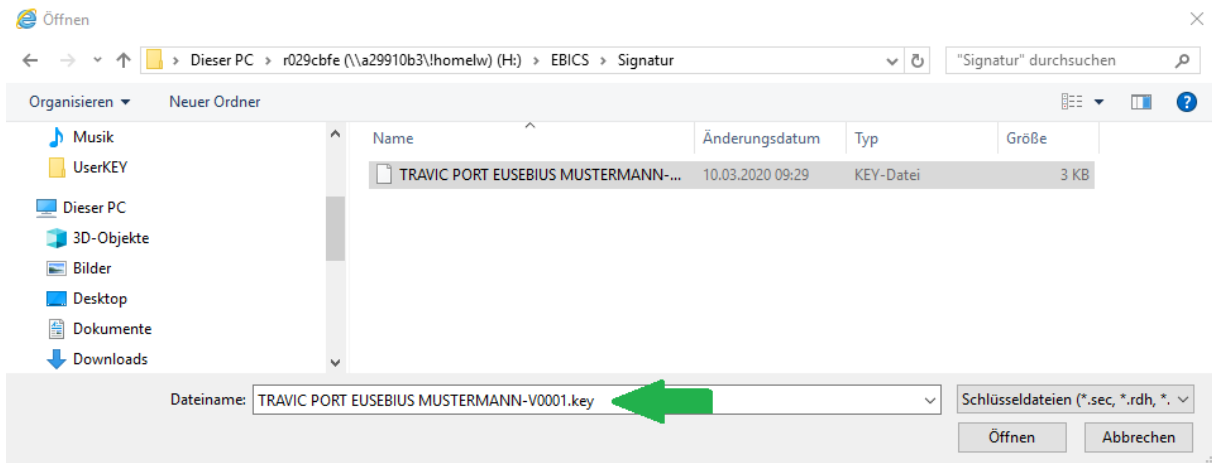 Öffnen
Dieser PC > r029cbfe (\\a29910b3\!homelw) (H:) > EBICS > Signatur
"Signatur" durchsuchen
Organisieren
Neuer Ordner
Musik
UserKEY
Dieser PC
3D-Objekte
Bilder
Desktop
Dokumente
Downloads
Name Änderungsdatum Typ Größe
TRAVIC PORT EUSEBIUS MUSTERMANN-... 10.03.2020 09:29 KEY-Datei 3 KB
Dateiname: TRAVIC PORT EUSEBIUS MUSTERMANN-V0001.key
Schlüsseldateien (*.sec, *.rdh, *.
Öffnen
Abbrechen